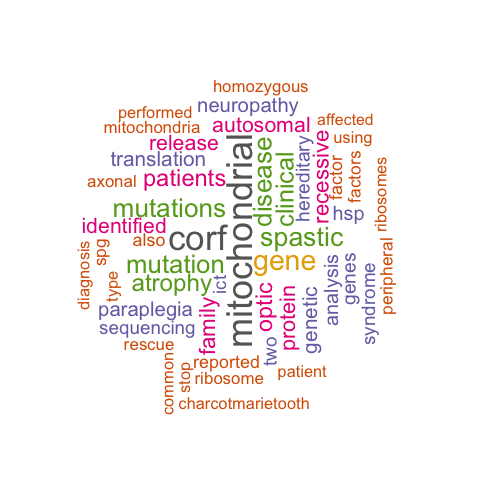 homozygous
neuropathy
performed
affected
mitochondria
autosomal
using
release
translation
disease
clinical
hereditary
recessive
factor
factors
ribosomes
axonal
patients
mitochondrial
mutations
hsp
identified
corf
spastic
also
spg
diagnosis
type
mutation
gene
atrophy
ict
optic
protein
genetic
analysis
genes
syndrome
peripheral
paraplegia
family
sequencing
two
rescue
reported
common
stop
ribosome
patient
charcotmarietooth